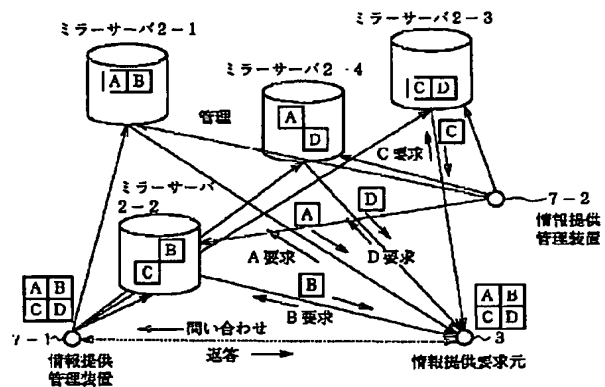 ミラーサーバ2-1
ミラーサーバ2-3
ミラーサーバ2-4
A B
C D
A
D
管理
C
C要求
ミラーサーバ
2-2
D
7-2
A
情報提供
管理装置
B
C
A要求
D要求
B
A B
C D
B要求
A B
C D
問い合わせ
7-1
3
返答
情報提供
管理装置
情報提供要求元